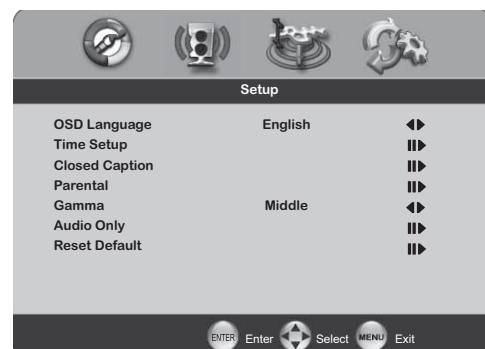 Setup
OSD Language English
Time Setup
Closed Caption
Parental
Gamma Middle
Audio Only
Reset Default
ENTER Enter Select MENU Exit